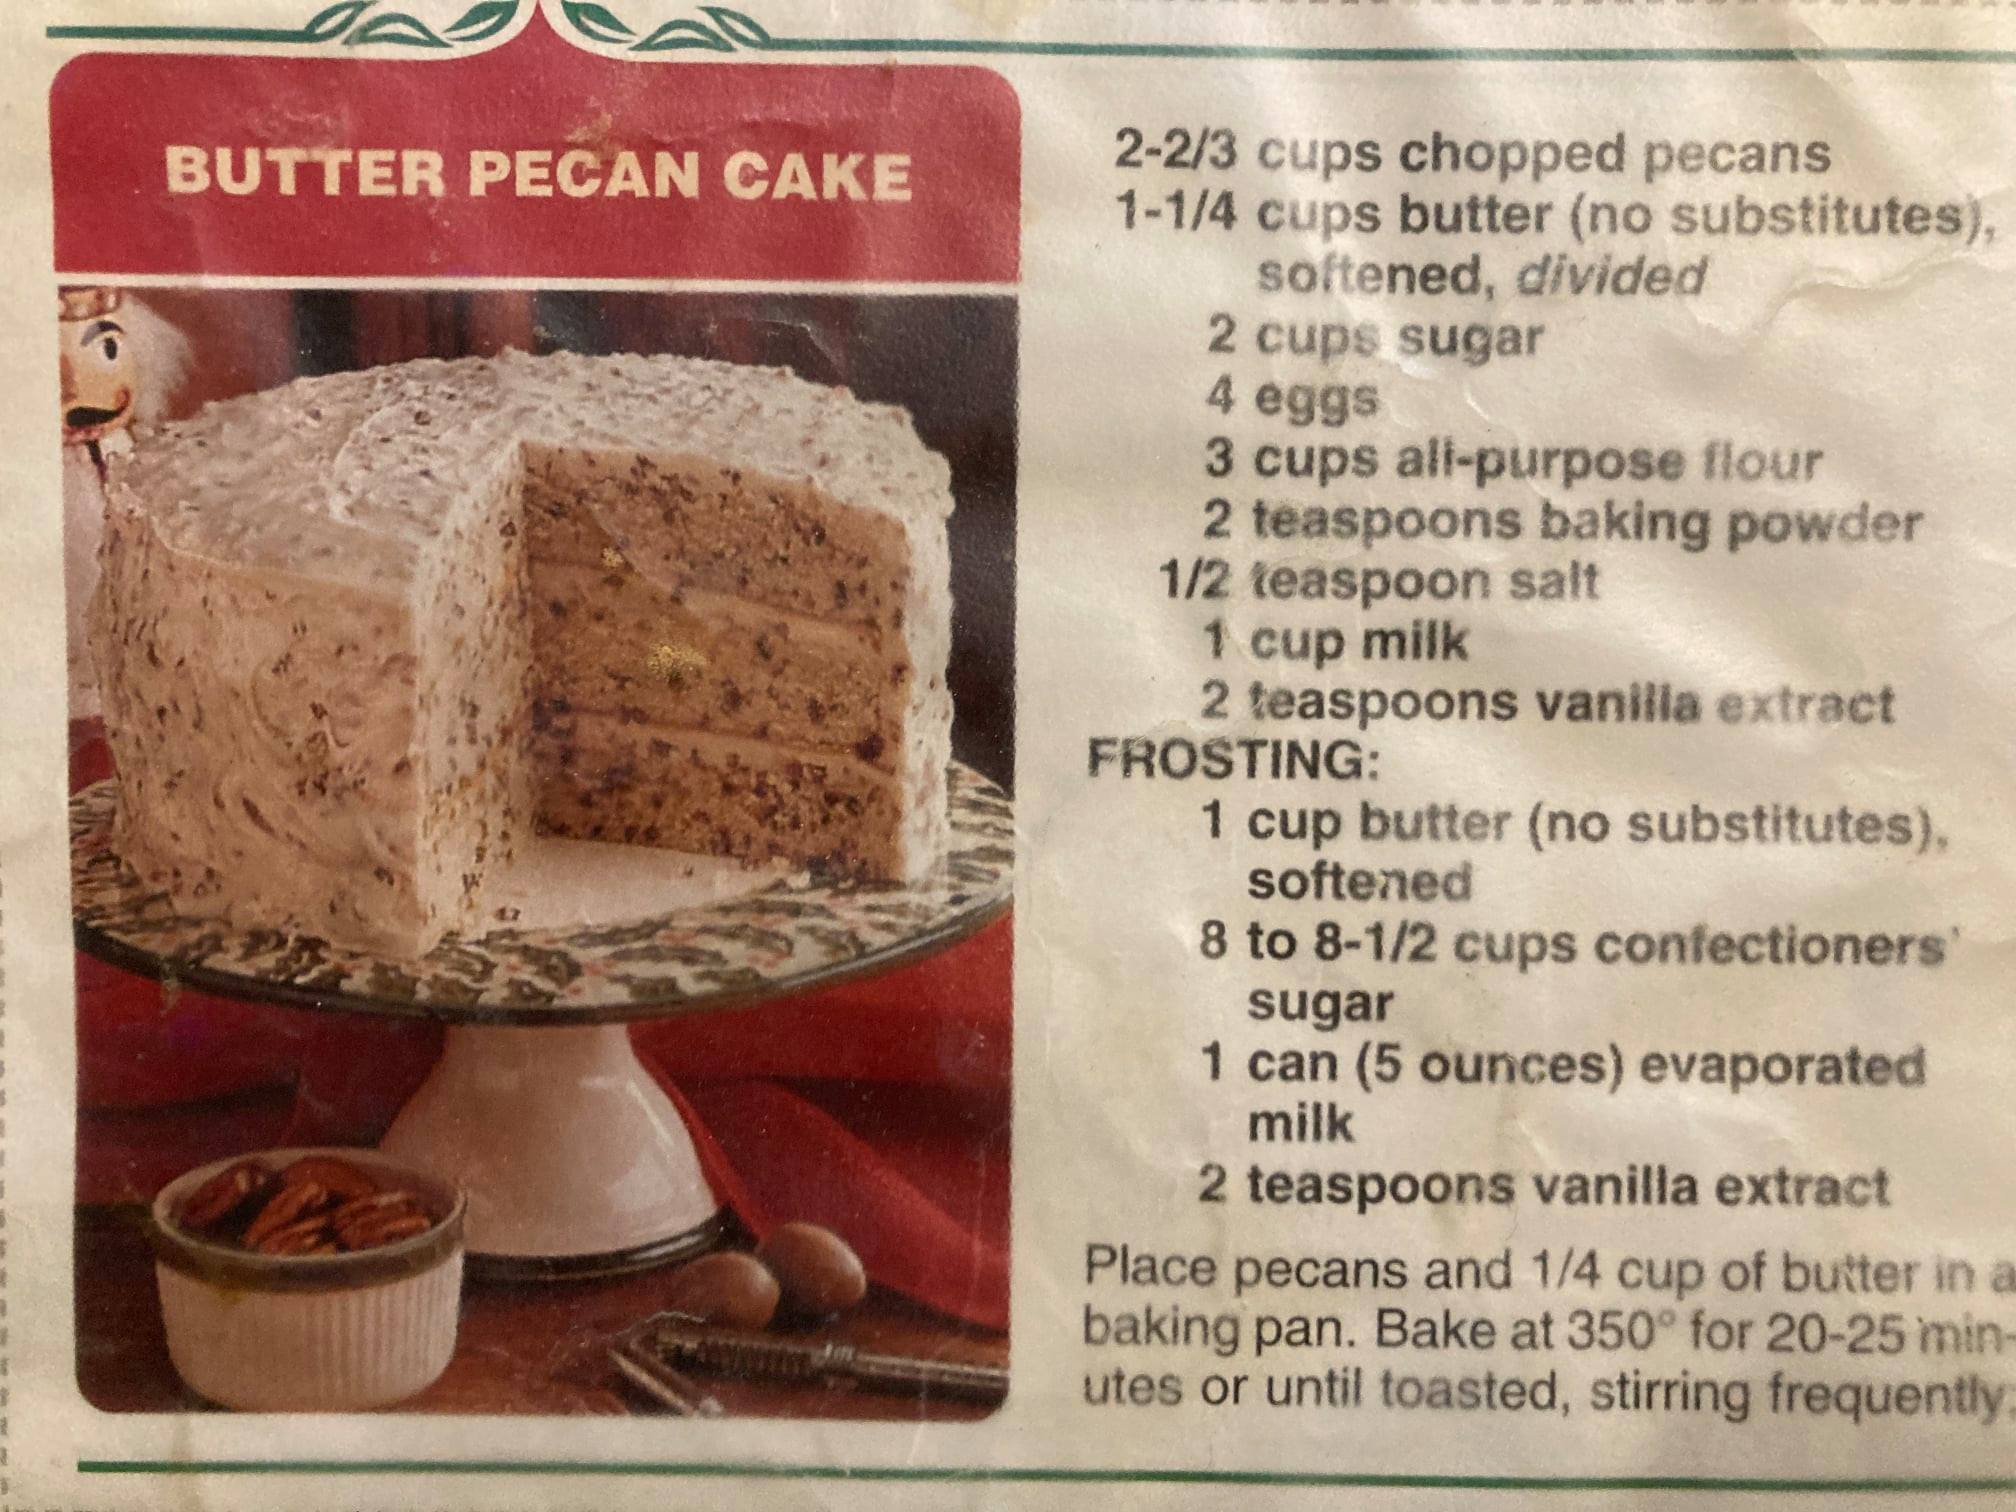 BUTTER PECAN CAKE
2-2/3 cups chopped pecans
1-1/4 cups butter (no substitutes),
softened, divided
2 cups sugar
4 eggs
3 cups all-purpose flour
2 teaspoons baking powder
1/2 teaspoon salt
1 cup milk
2 teaspoons vanilla extract
FROSTING:
1 cup butter (no substitutes),
softened
8 to 8-1/2 cups confectioners'
sugar
1 can (5 ounces) evaporated
milk
2 teaspoons vanilla extract
Place pecans and 1/4 cup of butter in a
baking pan. Bake at 350° for 20-25 min-
utes or until toasted, stirring frequently.